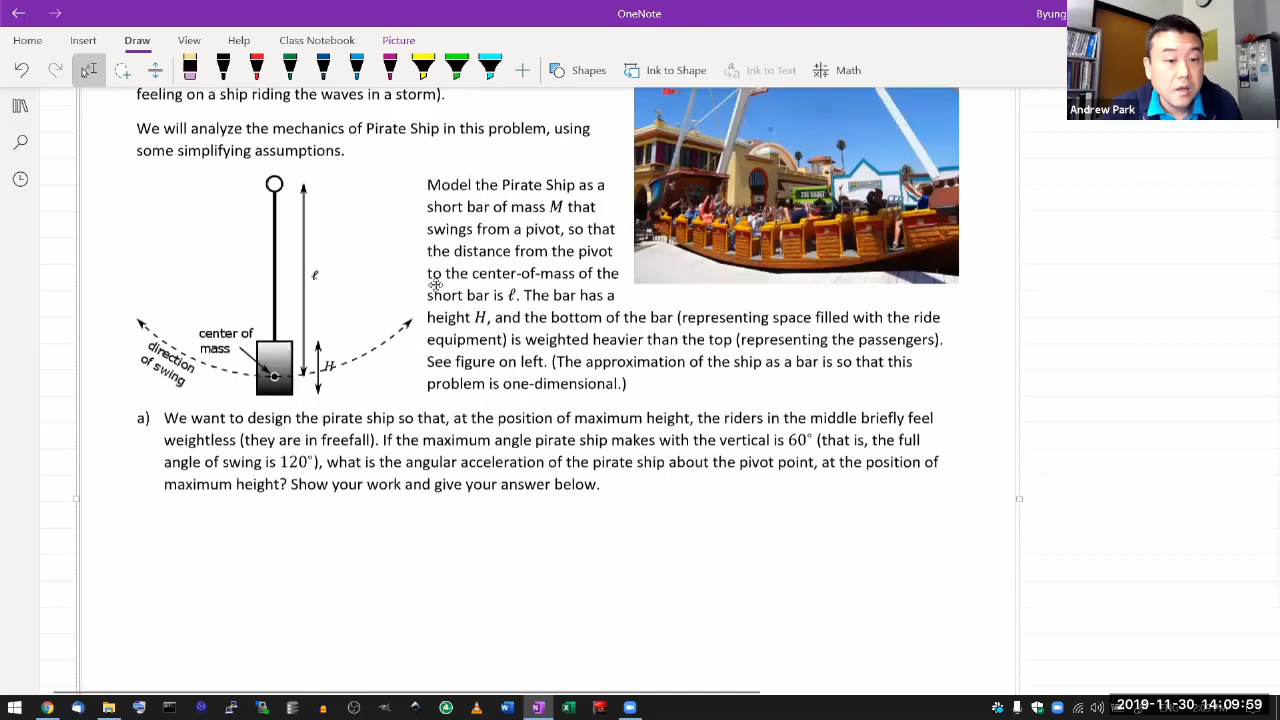 OneNote
Byung
Home Insert Draw View Help Class Notebook Picture
Shapes Ink to Shape Ink to Text Math
Andrew Park
feeling on a ship riding the waves in a storm).
We will analyze the mechanics of Pirate Ship in this problem, using
some simplifying assumptions.
Model the Pirate Ship as a
short bar of mass M that
swings from a pivot, so that
the distance from the pivot
to the center-of-mass of the
short bar is ℓ. The bar has a
height H, and the bottom of the bar (representing space filled with the ride
equipment) is weighted heavier than the top (representing the passengers).
See figure on left. (The approximation of the ship as a bar is so that this
problem is one-dimensional.)
ℓ
center of
mass
direction
of swing
H
a) We want to design the pirate ship so that, at the position of maximum height, the riders in the middle briefly feel
weightless (they are in freefall). If the maximum angle pirate ship makes with the vertical is 60° (that is, the full
angle of swing is 120°), what is the angular acceleration of the pirate ship about the pivot point, at the position of
maximum height? Show your work and give your answer below.
2019-11-30 14:09:59